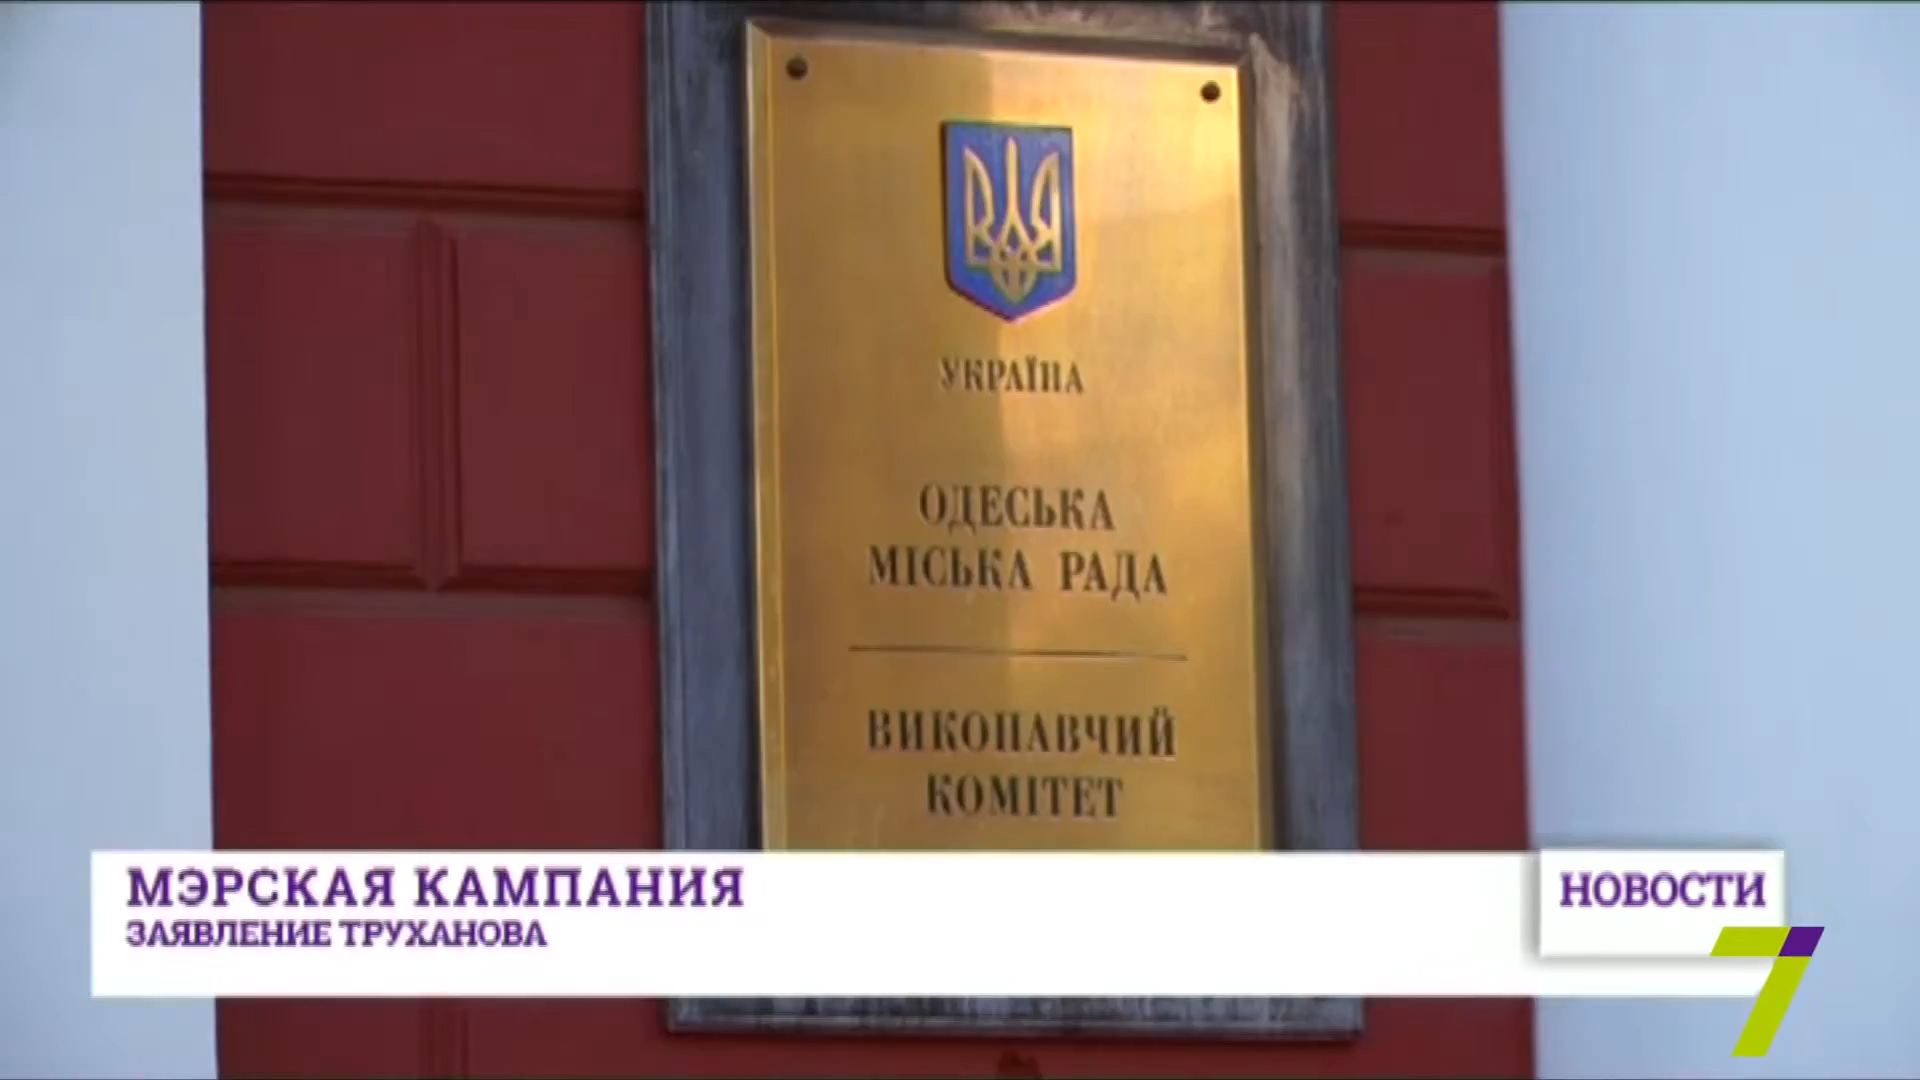 УКРАЇНА
ОДЕСЬКА
МІСЬКА РАДА
ВИКОНАВЧИЙ
КОМІТЕТ
МЭРСКАЯ КАМПАНИЯ
ЗАЯВЛЕНИЕ ТРУХАНОВА
НОВОСТИ
7